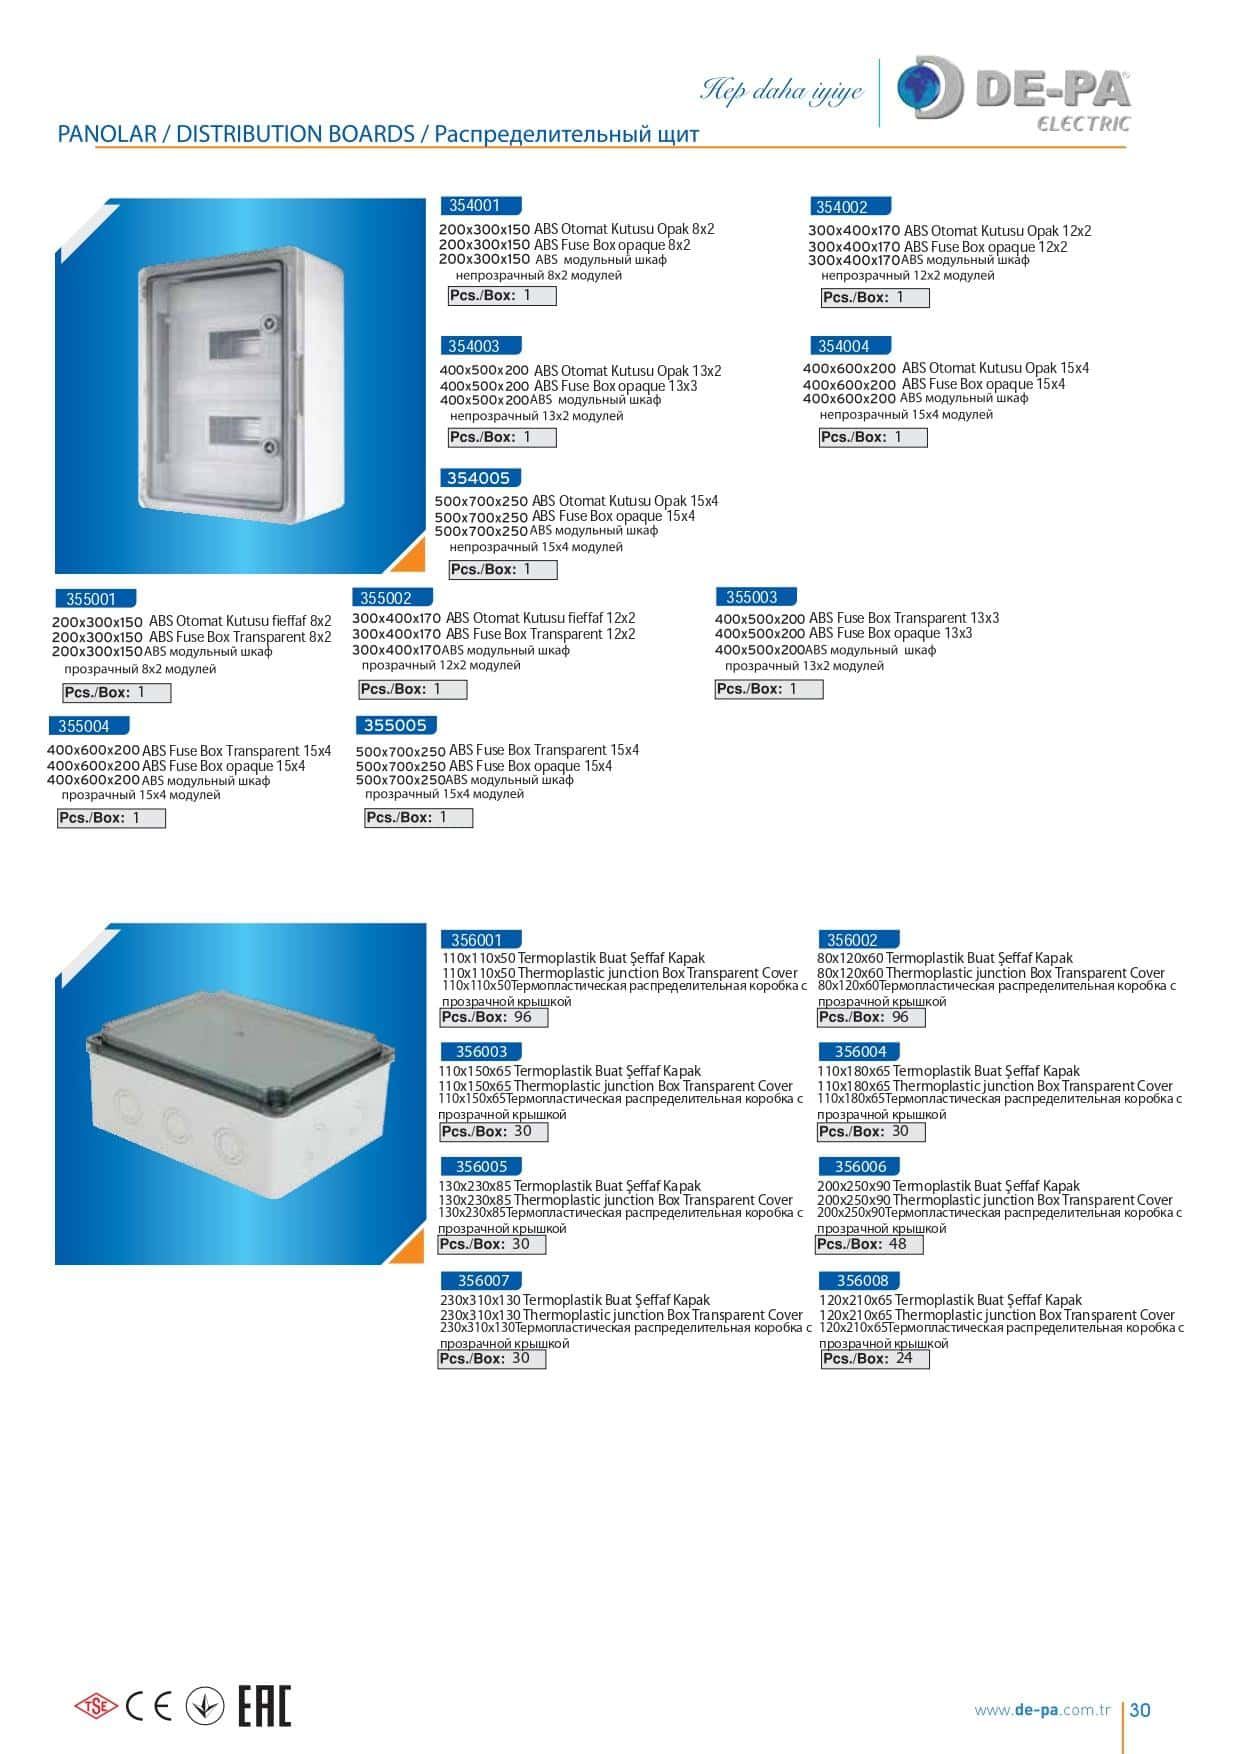 Hep daha iyiye
DE-PA
ELECTRIC
PANOLAR / DISTRIBUTION BOARDS / Распределительный щит
354001
200x300x150 ABS Otomat Kutusu Opak 8x2
200x300x150 ABS Fuse Box opaque 8x2
200x300x150 ABS модульный шкаф
непрозрачный 8x2 модулей
Pcs./Box: 1
354002
300x400x170 ABS Otomat Kutusu Opak 12x2
300x400x170 ABS Fuse Box opaque 12x2
300x400x170 ABS модульный шкаф
непрозрачный 12x2 модулей
Pcs./Box: 1
354003
400x500x200 ABS Otomat Kutusu Opak 13x2
400x500x200 ABS Fuse Box opaque 13x3
400x500x200 ABS модульный шкаф
непрозрачный 13x2 модулей
Pcs./Box: 1
354004
400x600x200 ABS Otomat Kutusu Opak 15x4
400x600x200 ABS Fuse Box opaque 15x4
400x600x200 ABS модульный шкаф
непрозрачный 15x4 модулей
Pcs./Box: 1
354005
500x700x250 ABS Otomat Kutusu Opak 15x4
500x700x250 ABS Fuse Box opaque 15x4
500x700x250 ABS модульный шкаф
непрозрачный 15x4 модулей
Pcs./Box: 1
355001
200x300x150 ABS Otomat Kutusu fieffaf 8x2
200x300x150 ABS Fuse Box Transparent 8x2
200x300x150 ABS модульный шкаф
прозрачный 8x2 модулей
Pcs./Box: 1
355002
300x400x170 ABS Otomat Kutusu fieffaf 12x2
300x400x170 ABS Fuse Box Transparent 12x2
300x400x170 ABS модульный шкаф
прозрачный 12x2 модулей
Pcs./Box: 1
355003
400x500x200 ABS Fuse Box Transparent 13x3
400x500x200 ABS Fuse Box opaque 13x3
400x500x200 ABS модульный шкаф
прозрачный 13x2 модулей
Pcs./Box: 1
355004
400x600x200 ABS Fuse Box Transparent 15x4
400x600x200 ABS Fuse Box opaque 15x4
400x600x200 ABS модульный шкаф
прозрачный 15x4 модулей
Pcs./Box: 1
355005
500x700x250 ABS Fuse Box Transparent 15x4
500x700x250 ABS Fuse Box opaque 15x4
500x700x250 ABS модульный шкаф
прозрачный 15x4 модулей
Pcs./Box: 1
356001
110x110x50 Termoplastik Buat Şeffaf Kapak
110x110x50 Thermoplastic junction Box Transparent Cover
110x110x50Термопластическая распределительная коробка с
прозрачной крышкой
Pcs./Box: 96
356002
80x120x60 Termoplastik Buat Şeffaf Kapak
80x120x60 Thermoplastic junction Box Transparent Cover
80x120x60Термопластическая распределительная коробка с
прозрачной крышкой
Pcs./Box: 96
356003
110x150x65 Termoplastik Buat Şeffaf Kapak
110x150x65 Thermoplastic junction Box Transparent Cover
110x150x65Термопластическая распределительная коробка с
прозрачной крышкой
Pcs./Box: 30
356004
110x180x65 Termoplastik Buat Şeffaf Kapak
110x180x65 Thermoplastic junction Box Transparent Cover
110x180x65Термопластическая распределительная коробка с
прозрачной крышкой
Pcs./Box: 30
356005
130x230x85 Termoplastik Buat Şeffaf Kapak
130x230x85 Thermoplastic junction Box Transparent Cover
130x230x85Термопластическая распределительная коробка с
прозрачной крышкой
Pcs./Box: 30
356006
200x250x90 Termoplastik Buat Şeffaf Kapak
200x250x90 Thermoplastic junction Box Transparent Cover
200x250x90Термопластическая распределительная коробка с
прозрачной крышкой
Pcs./Box: 48
356007
230x310x130 Termoplastik Buat Şeffaf Kapak
230x310x130 Thermoplastic junction Box Transparent Cover
230x310x130Термопластическая распределительная коробка с
прозрачной крышкой
Pcs./Box: 30
356008
120x210x65 Termoplastik Buat Şeffaf Kapak
120x210x65 Thermoplastic junction Box Transparent Cover
120x210x65Термопластическая распределительная коробка с
прозрачной крышкой
Pcs./Box: 24
TSE CE EAC
www.de-pa.com.tr 30